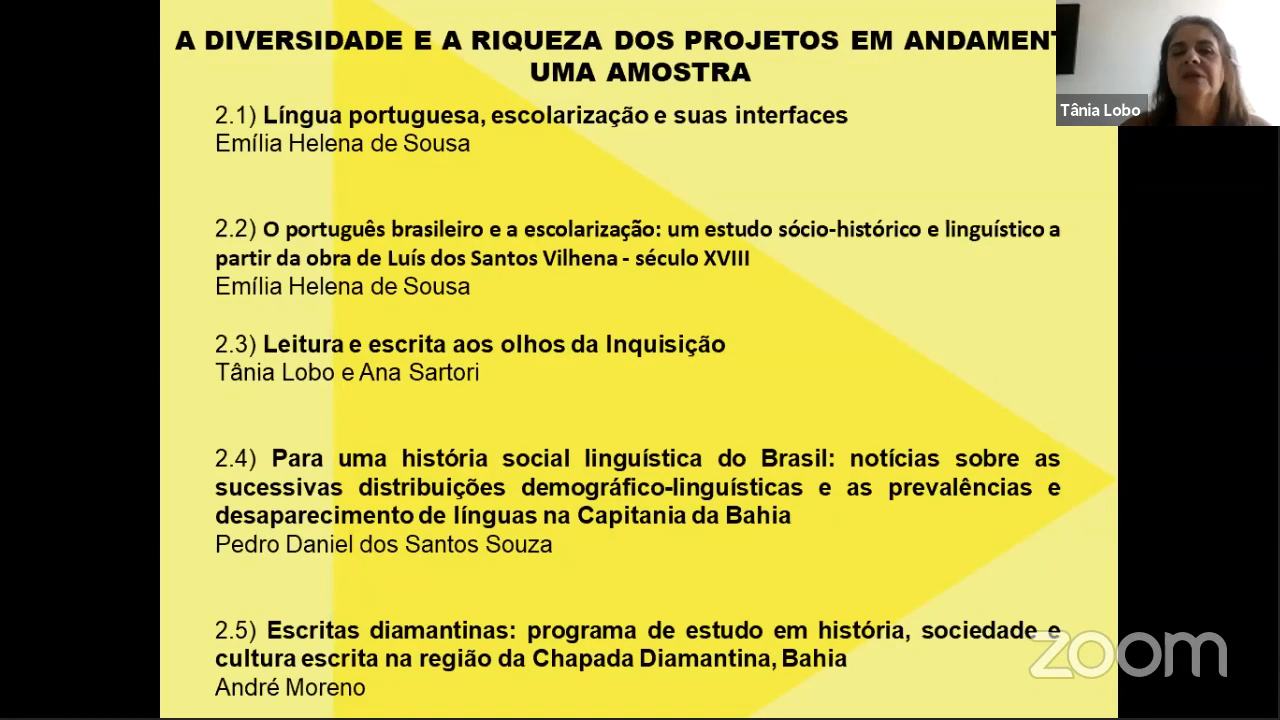 A DIVERSIDADE E A RIQUEZA DOS PROJETOS EM ANDAMENT
UMA AMOSTRA
Tânia Lobo
2.1) Língua portuguesa, escolarização e suas interfaces
Emília Helena de Sousa
2.2) O português brasileiro e a escolarização: um estudo sócio-histórico e linguístico a
partir da obra de Luís dos Santos Vilhena - século XVIII
Emília Helena de Sousa
2.3) Leitura e escrita aos olhos da Inquisição
Tânia Lobo e Ana Sartori
2.4) Para uma história social linguística do Brasil: notícias sobre as
sucessivas distribuições demográfico-linguísticas e as prevalências e
desaparecimento de línguas na Capitania da Bahia
Pedro Daniel dos Santos Souza
2.5) Escritas diamantinas: programa de estudo em história, sociedade e
cultura escrita na região da Chapada Diamantina, Bahia
André Moreno
zoom